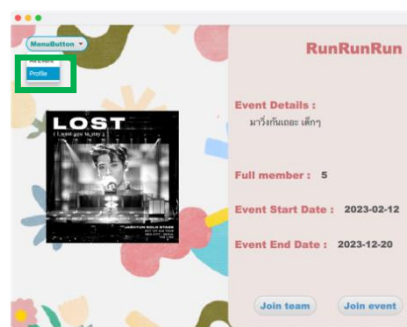 MenuButton
Profile
RunRunRun
LOST
Event Details :
มาวิ่งกันเถอะ เด็กๆ
Full member : 5
Event Start Date : 2023-02-12
Event End Date : 2023-12-20
Join team
Join event